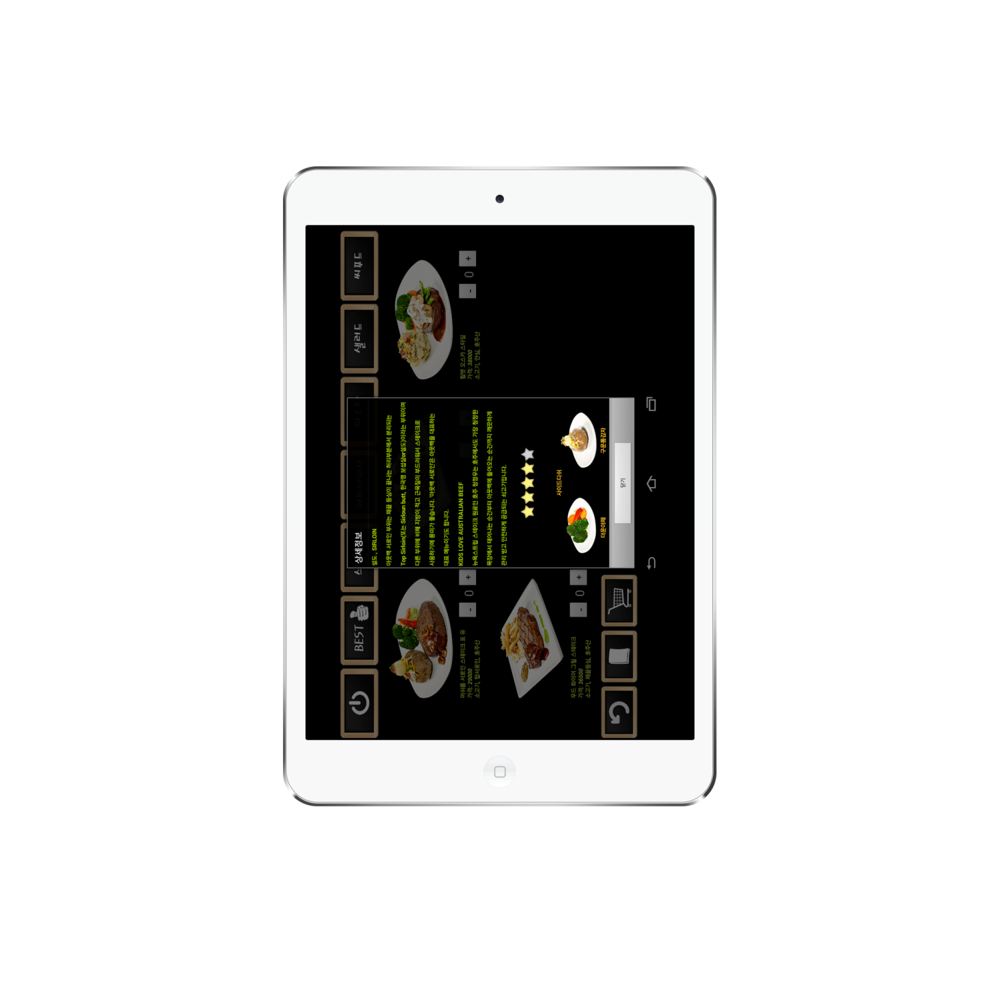 BEST
샐러드
씨푸드
상세정보
설도 , SIRLOIN
아웃백 서로인 부위는 채끝 등심이 끝나는 허리부분에서 분리되는
Top Sirloin(또는 Sirloun butt, 한국명 보섭살or설도)이라는 부위이며
다른 부위에 비해 지방이 적고 근육질이 부드러워서 스테이크로
사용하기에 풍미가 좋습니다. '아웃백 서로인'은 아웃백을 대표하는
대표 메뉴이기도 합니다.
KIDS LOVE AUSTRALIAN BEEF
뉴욕스트립 스테이크 원료인 호주 청정우는 호주에서도 가장 청정한
목장에서 태어나는 순간부터 아웃백에 들어오는 순간까지 깨끗하게
관리 받고 안전하게 공급되는 쇠고기입니다.
사이드디쉬
더운야채
구운통감자
닫기
머쉬룸 서로인 스테이크 포 유
가격: 29000
소고기, 탑서로인, 호주산
- 0 +
휠렛 오스카 스타일
가격: 38000
소고기, 안심, 호주산
- 0 +
우드 화이어 그릴 스테이크
가격: 36500
소고기, 채끝등심, 호주산
- 0 +